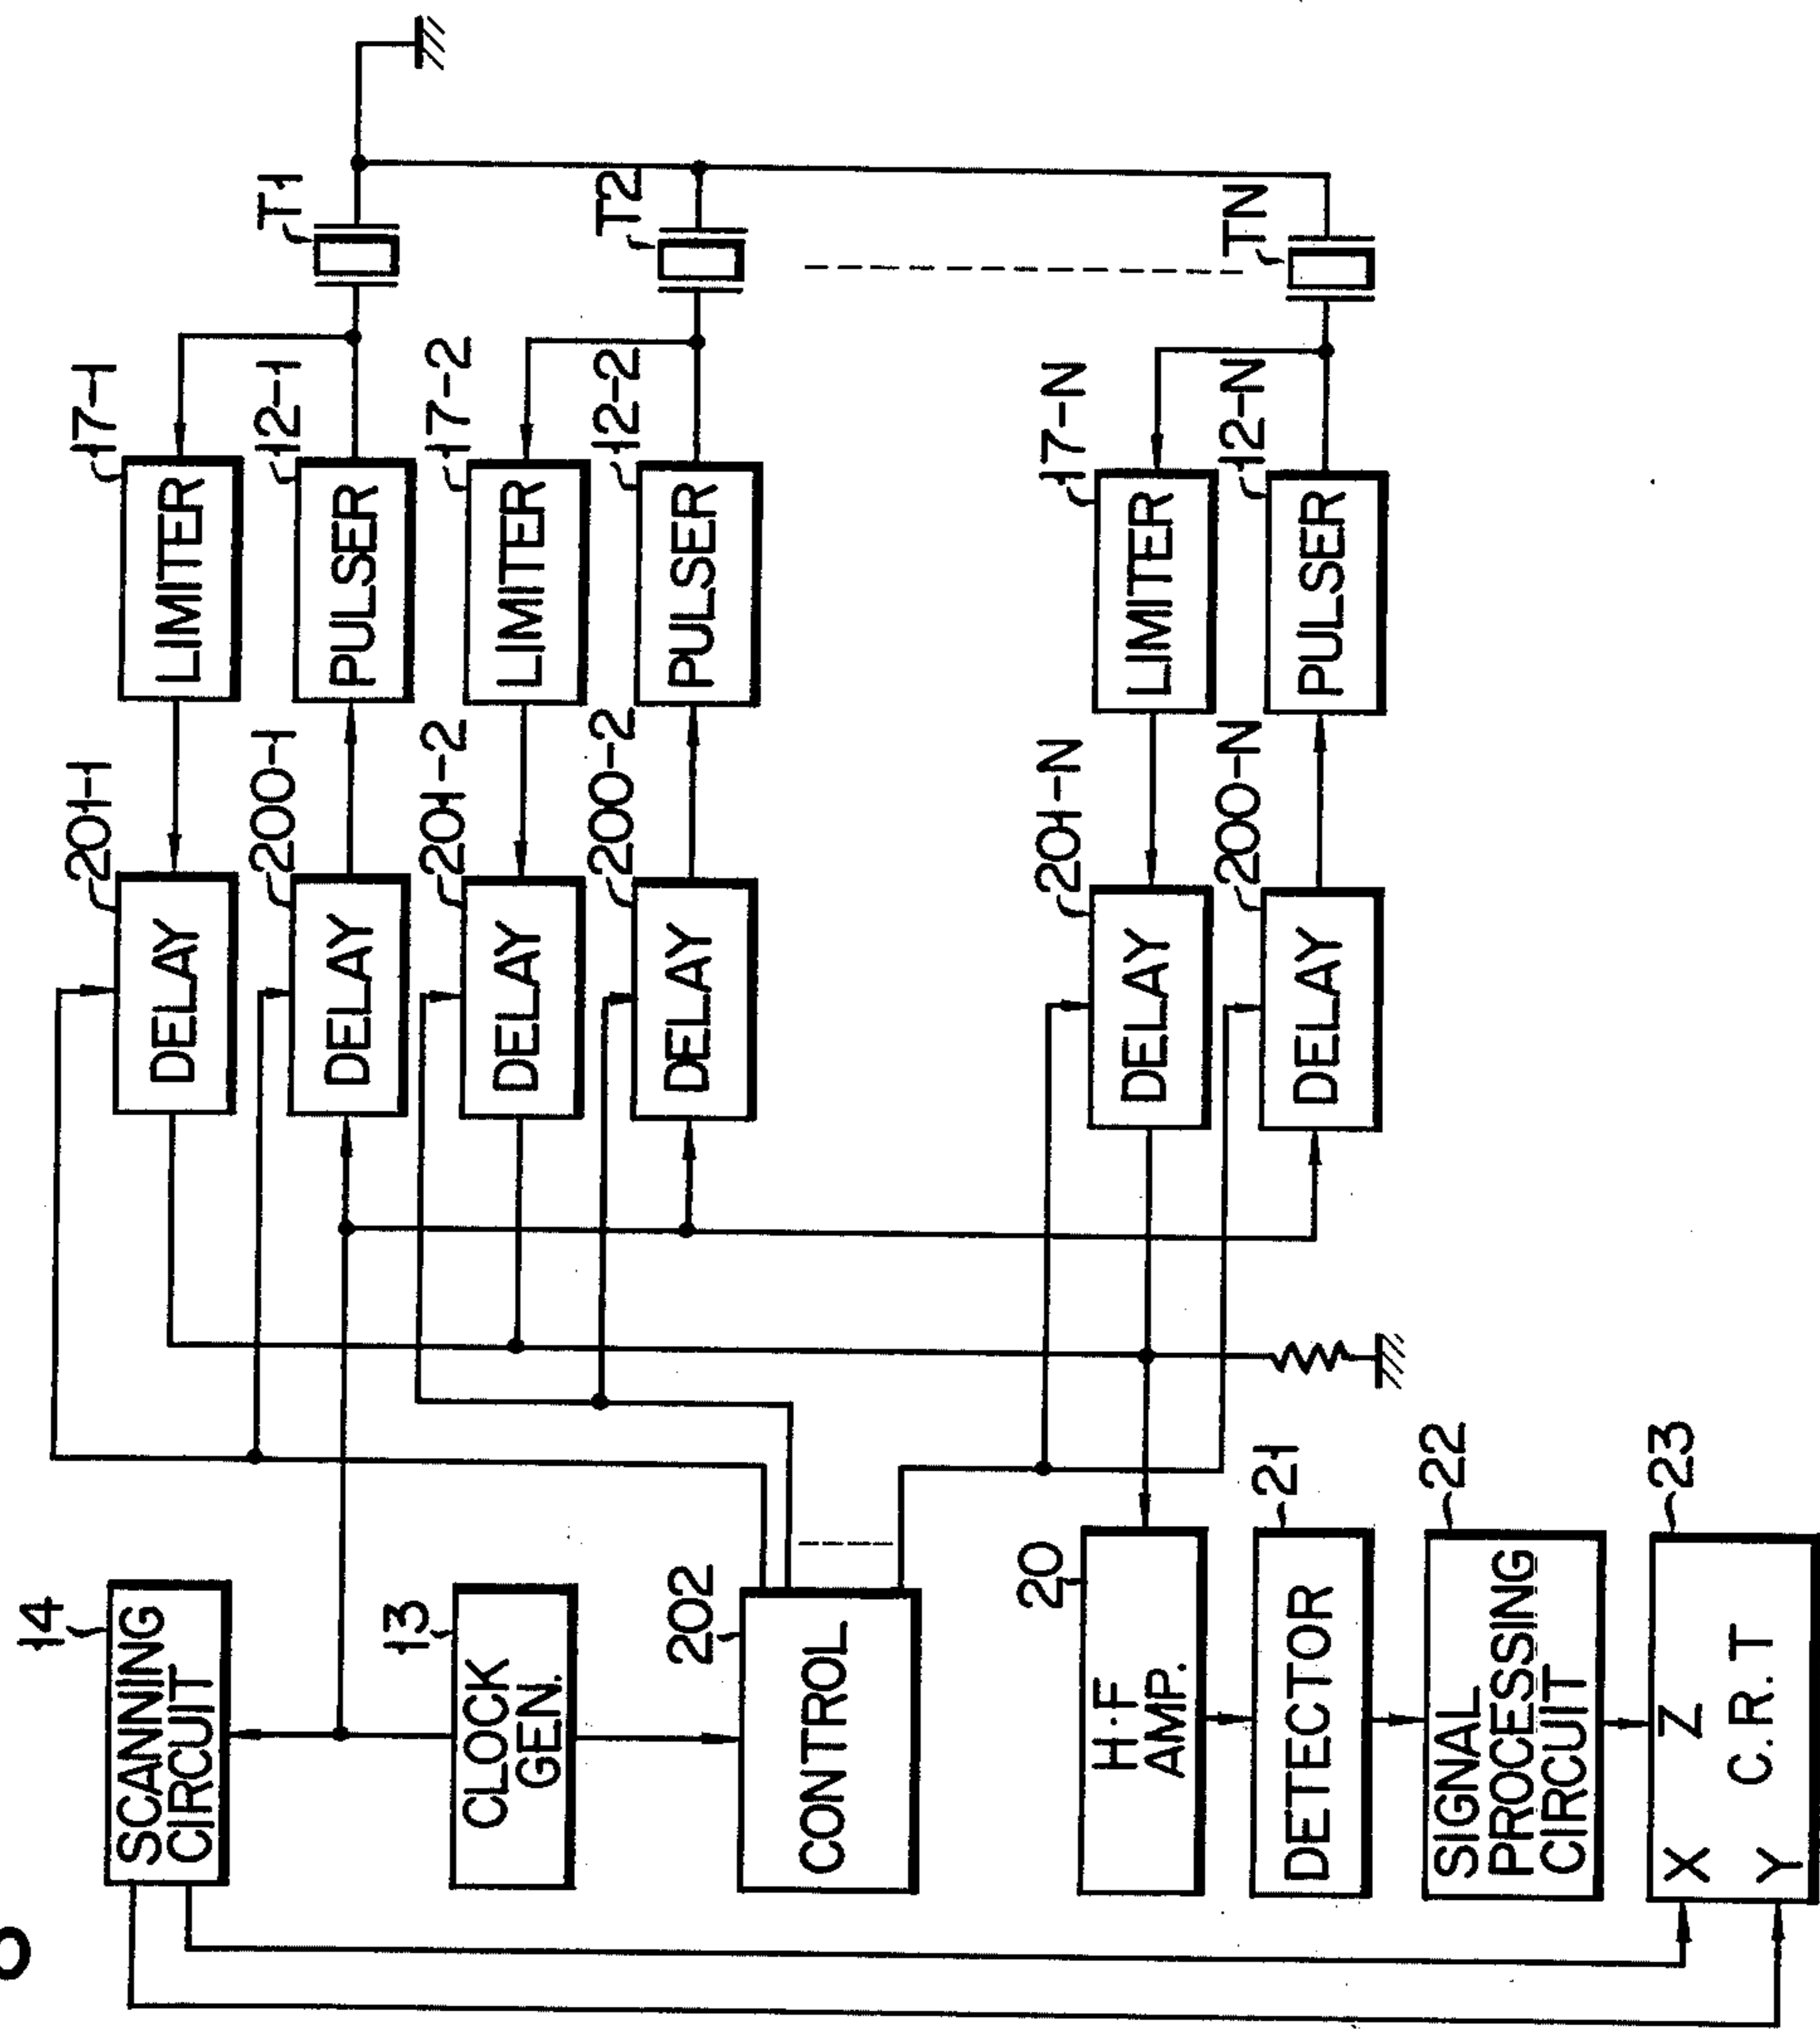 14
SCANNING
CIRCUIT
201-1
DELAY
17-1
LIMITER
200-1
DELAY
12-1
PULSER
T1
13
CLOCK
GEN.
201-2
DELAY
17-2
LIMITER
200-2
DELAY
12-2
PULSER
T2
202
CONTROL
20
H·F
AMP.
201-N
DELAY
17-N
LIMITER
200-N
DELAY
12-N
PULSER
TN
21
DETECTOR
22
SIGNAL
PROCESSING
CIRCUIT
23
X
Z
C.R.T
Y